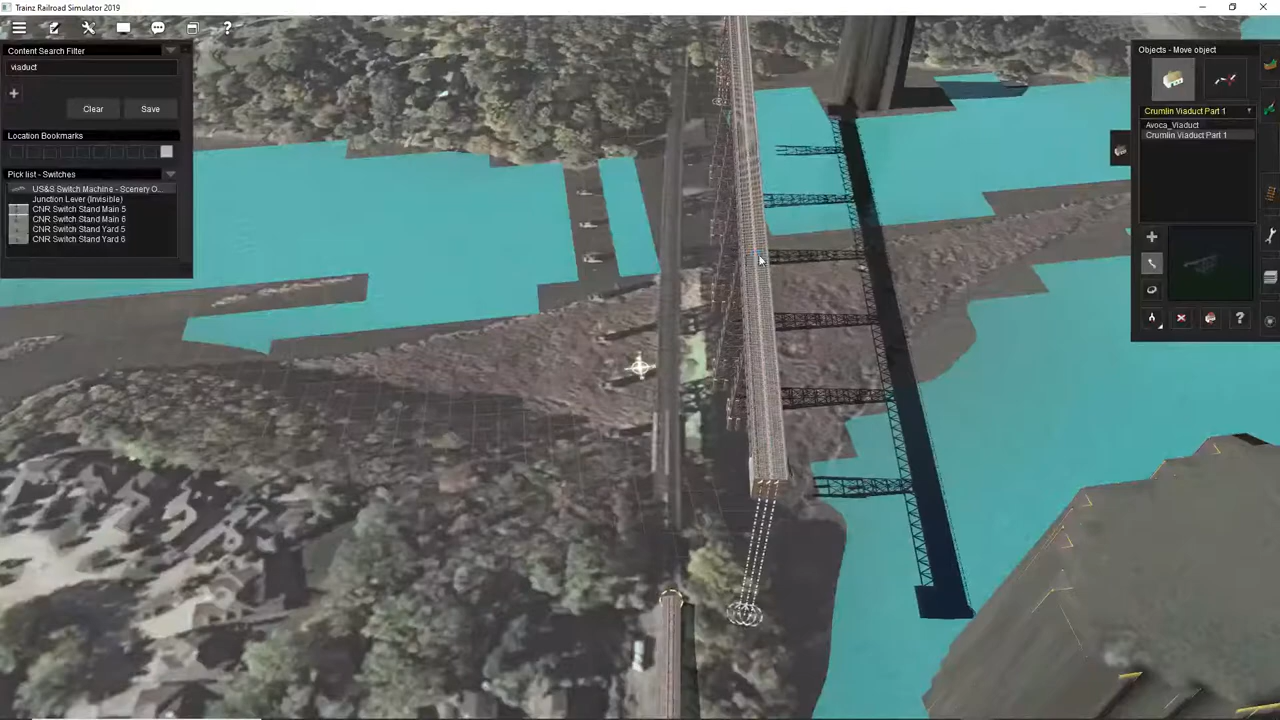 Trainz Railroad Simulator 2019
Content Search Filter
viaduct
Clear
Save
Location Bookmarks
Pick list - Switches
US&S Switch Machine - Scenery O...
Junction Lever (Invisible)
CNR Switch Stand Main 5
CNR Switch Stand Main 6
CNR Switch Stand Yard 5
CNR Switch Stand Yard 6
Objects - Move object
Crumlin Viaduct Part 1
Avoca_Viaduct
Crumlin Viaduct Part 1